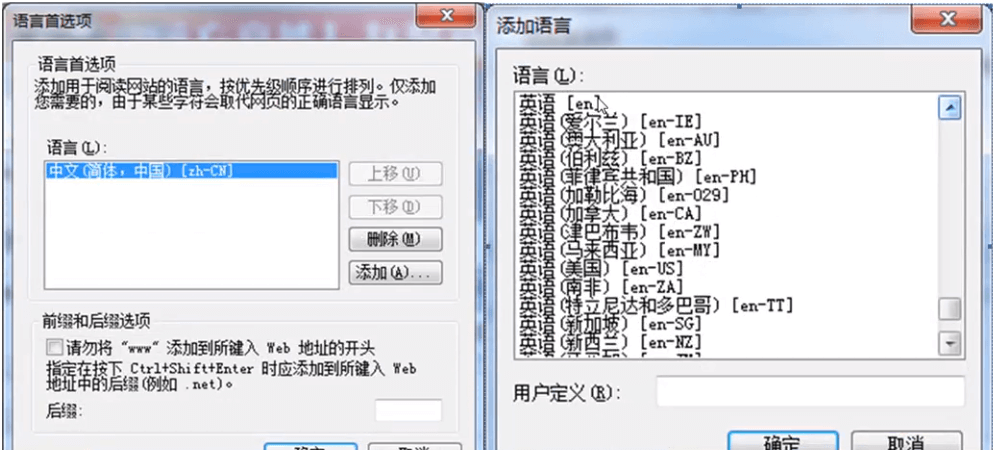 语言首选项
语言首选项
添加用于阅读网站的语言，按优先级顺序进行排列。仅添加
您需要的，由于某些字符会取代网页的正确语言显示。
语言(L):
中文(简体，中国) [zh-CN]
上移(U)
下移(D)
删除(M)
添加(A)...
前缀和后缀选项
请勿将 "www" 添加到所键入 Web 地址的开头
指定在按下 Ctrl+Shift+Enter 时应添加到所键入 Web
地址中的后缀(例如 .net)。
后缀:
确定
取消
添加语言
语言(L):
英语 [en]
英语(爱尔兰) [en-IE]
英语(澳大利亚) [en-AU]
英语(伯利兹) [en-BZ]
英语(菲律宾共和国) [en-PH]
英语(加勒比海) [en-029]
英语(加拿大) [en-CA]
英语(津巴布韦) [en-ZW]
英语(马来西亚) [en-MY]
英语(美国) [en-US]
英语(南非) [en-ZA]
英语(特立尼达和多巴哥) [en-TT]
英语(新加坡) [en-SG]
英语(新西兰) [en-NZ]
用户定义(R):
确定
取消